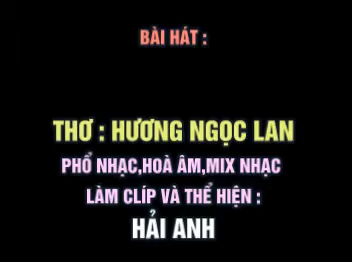 BÀI HÁT :
THƠ : HƯƠNG NGỌC LAN
PHỔ NHẠC,HOÀ ÂM,MIX NHẠC
LÀM CLÍP VÀ THỂ HIỆN :
HẢI ANH